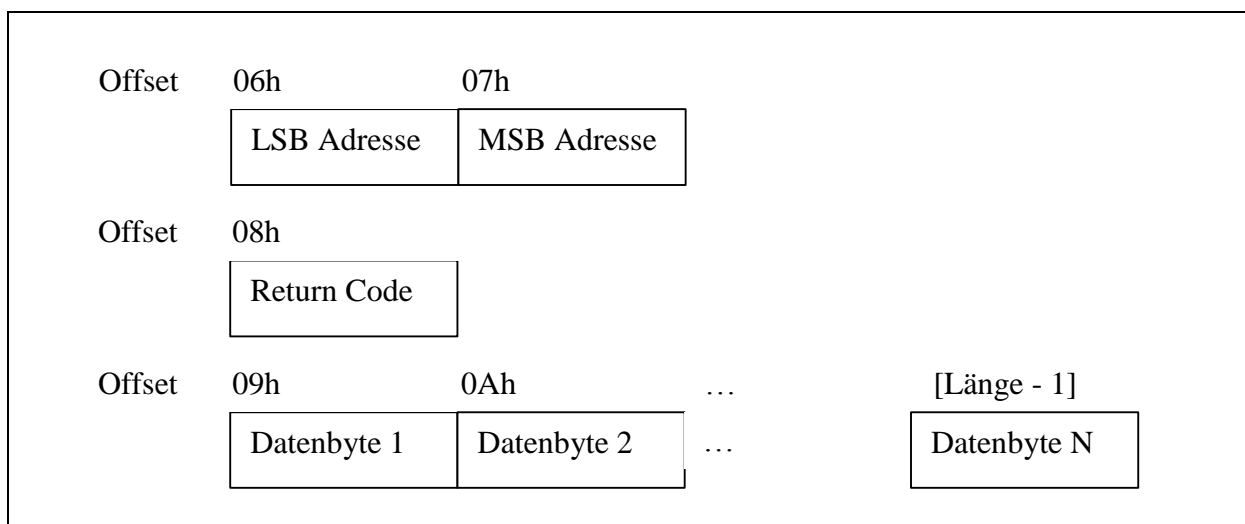 Offset 06h 07h
LSB Adresse MSB Adresse
Offset 08h
Return Code
Offset 09h 0Ah … [Länge - 1]
Datenbyte 1 Datenbyte 2 … Datenbyte N